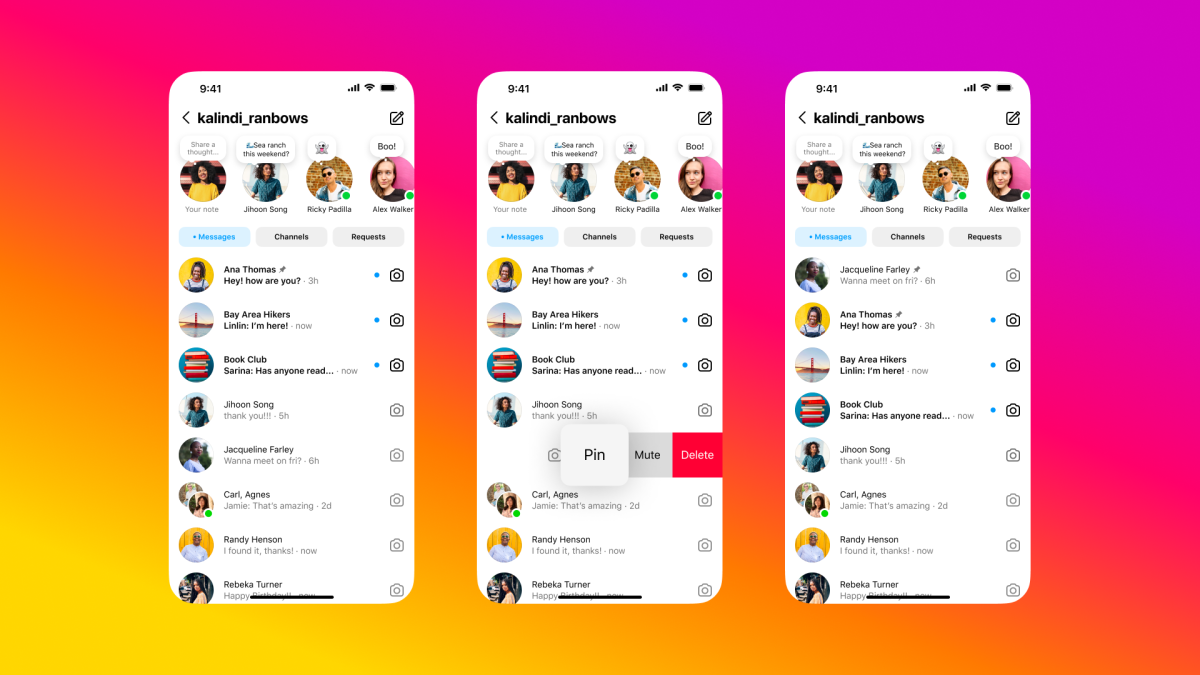 9:41
kalindi_ranbows
Share a
thought...
🌊Sea ranch
this weekend?
Boo!
Your note
Jihoon Song
Ricky Padilla
Alex Walker
• Messages
Channels
Requests
Ana Thomas
Hey! how are you? · 3h
Bay Area Hikers
Linlin: I'm here! · now
Book Club
Sarina: Has anyone read... · now
Jihoon Song
thank you!!! · 5h
Jacqueline Farley
Wanna meet on fri? · 6h
Carl, Agnes
Jamie: That's amazing · 2d
Randy Henson
I found it, thanks! · now
Rebeka Turner
Happy Birthday!! · now
9:41
kalindi_ranbows
Share a
thought...
🌊Sea ranch
this weekend?
Boo!
Your note
Jihoon Song
Ricky Padilla
Alex Walker
• Messages
Channels
Requests
Ana Thomas
Hey! how are you? · 3h
Bay Area Hikers
Linlin: I'm here! · now
Book Club
Sarina: Has anyone read... · now
Jihoon Song
thank you!!! · 5h
Pin
Mute
Delete
Carl, Agnes
Jamie: That's amazing · 2d
Randy Henson
I found it, thanks! · now
Rebeka Turner
Happy Birthday!! · now
9:41
kalindi_ranbows
Share a
thought...
🌊Sea ranch
this weekend?
Boo!
Your note
Jihoon Song
Ricky Padilla
Alex Walker
• Messages
Channels
Requests
Jacqueline Farley
Wanna meet on fri? · 6h
Ana Thomas
Hey! how are you? · 3h
Bay Area Hikers
Linlin: I'm here! · now
Book Club
Sarina: Has anyone read... · now
Jihoon Song
thank you!!! · 5h
Carl, Agnes
Jamie: That's amazing · 2d
Randy Henson
I found it, thanks! · now
Rebeka Turner
Happy Birthday!! · now